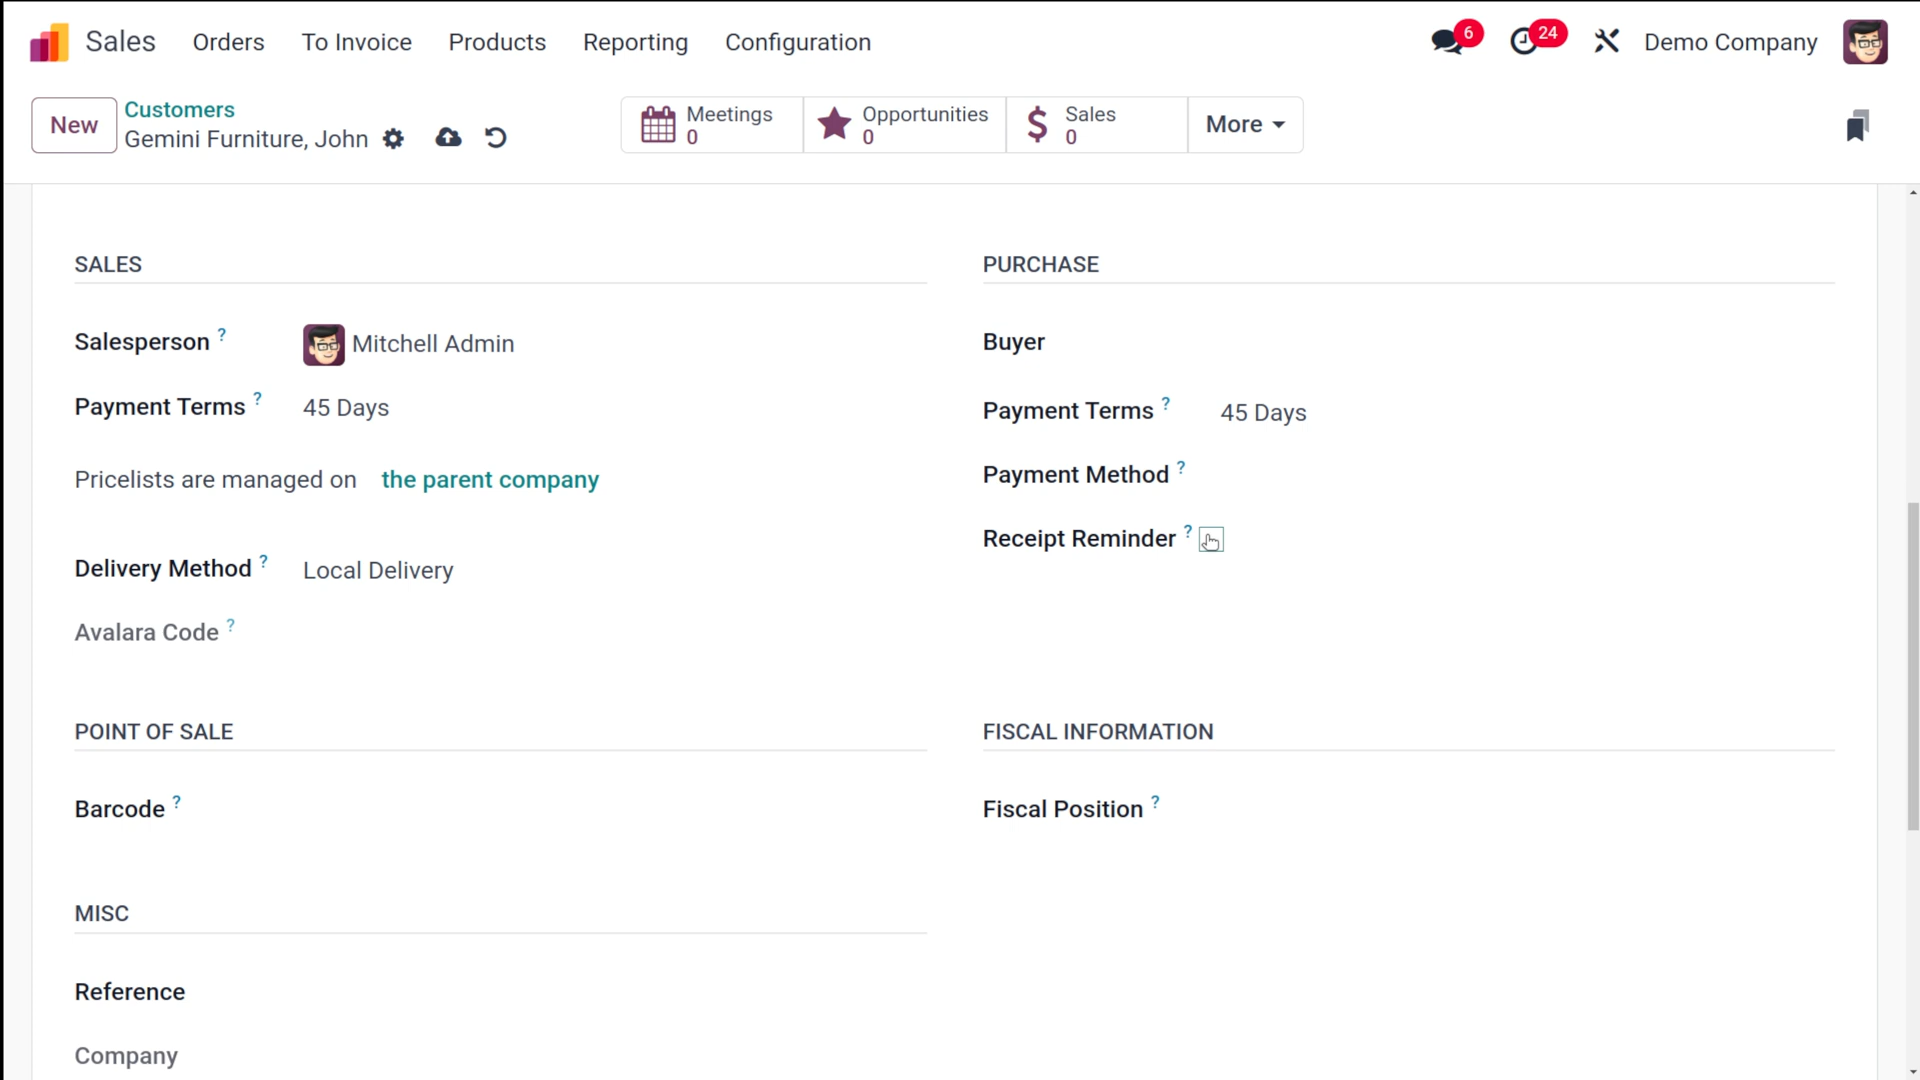 Sales Orders To Invoice Products Reporting Configuration 6 24 Demo Company
New Customers
Gemini Furniture, John
Meetings
0
Opportunities
0
Sales
0
More
SALES
Salesperson ? Mitchell Admin
Payment Terms ? 45 Days
Pricelists are managed on the parent company
Delivery Method ? Local Delivery
Avalara Code ?
PURCHASE
Buyer
Payment Terms ? 45 Days
Payment Method ?
Receipt Reminder ?
POINT OF SALE
Barcode ?
FISCAL INFORMATION
Fiscal Position ?
MISC
Reference
Company